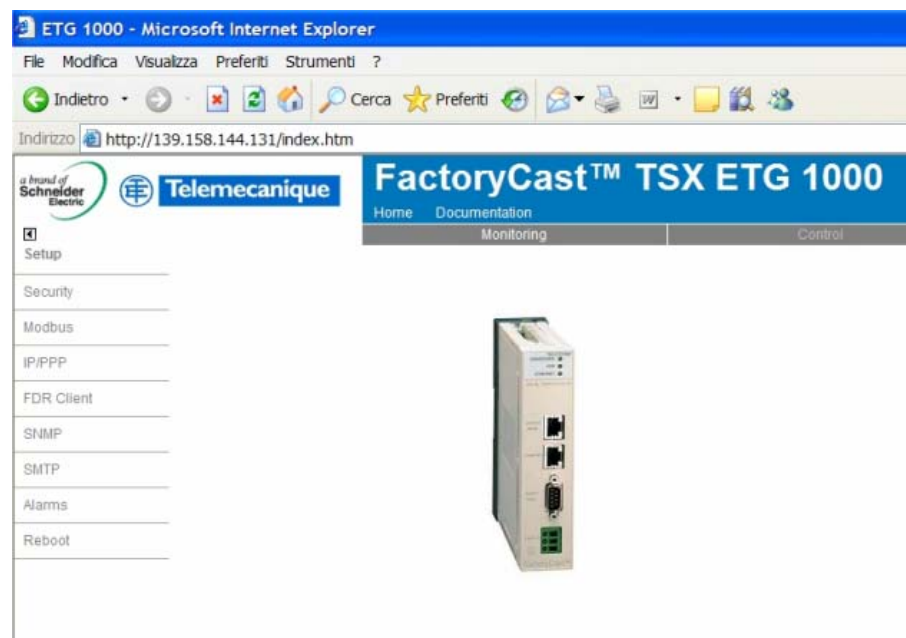 ETG 1000 - Microsoft Internet Explorer
File Modifica Visualizza Preferiti Strumenti ?
Indietro Cerca Preferiti
Indirizzo http://139.158.144.131/index.htm
a brand of
Schneider
Electric
Telemecanique
FactoryCast™ TSX ETG 1000
Home Documentation
Monitoring Control
Setup
Security
Modbus
IP/PPP
FDR Client
SNMP
SMTP
Alarms
Reboot